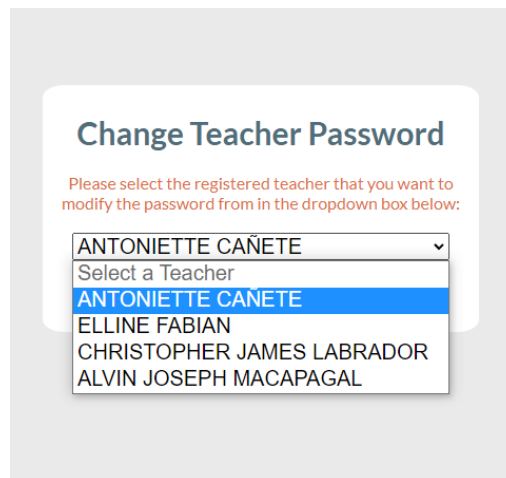 Change Teacher Password
Please select the registered teacher that you want to
modify the password from in the dropdown box below:
ANTONIETTE CAÑETE
Select a Teacher
ANTONIETTE CAÑETE
ELLINE FABIAN
CHRISTOPHER JAMES LABRADOR
ALVIN JOSEPH MACAPAGAL